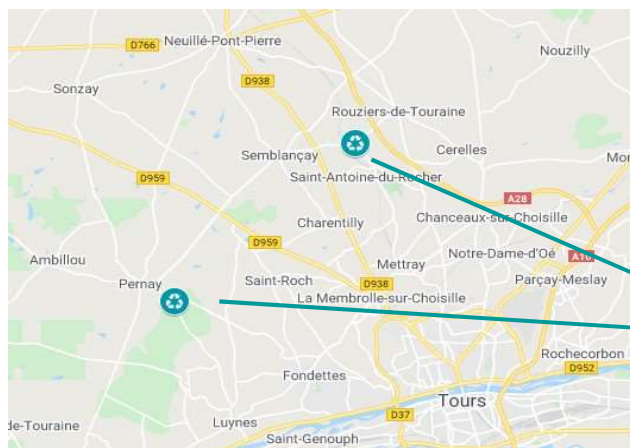 D766
Neuillé-Pont-Pierre
Nouzilly
D938
Sonzay
Rouziers-de-Touraine
Semblançay
Cerelles
Mon
Saint-Antoine-du-Rocher
A28
D959
Charentilly
Chanceaux-sur-Choisille
D959
Notre-Dame-d'Oé
A10
Ambillou
Mettray
Pernay
Saint-Roch
D938
Parçay-Meslay
La Membrolle-sur-Choisille
Rochecorbon
D952
Fondettes
Tours
D37
de-Touraine
Luynes
Saint-Genouph